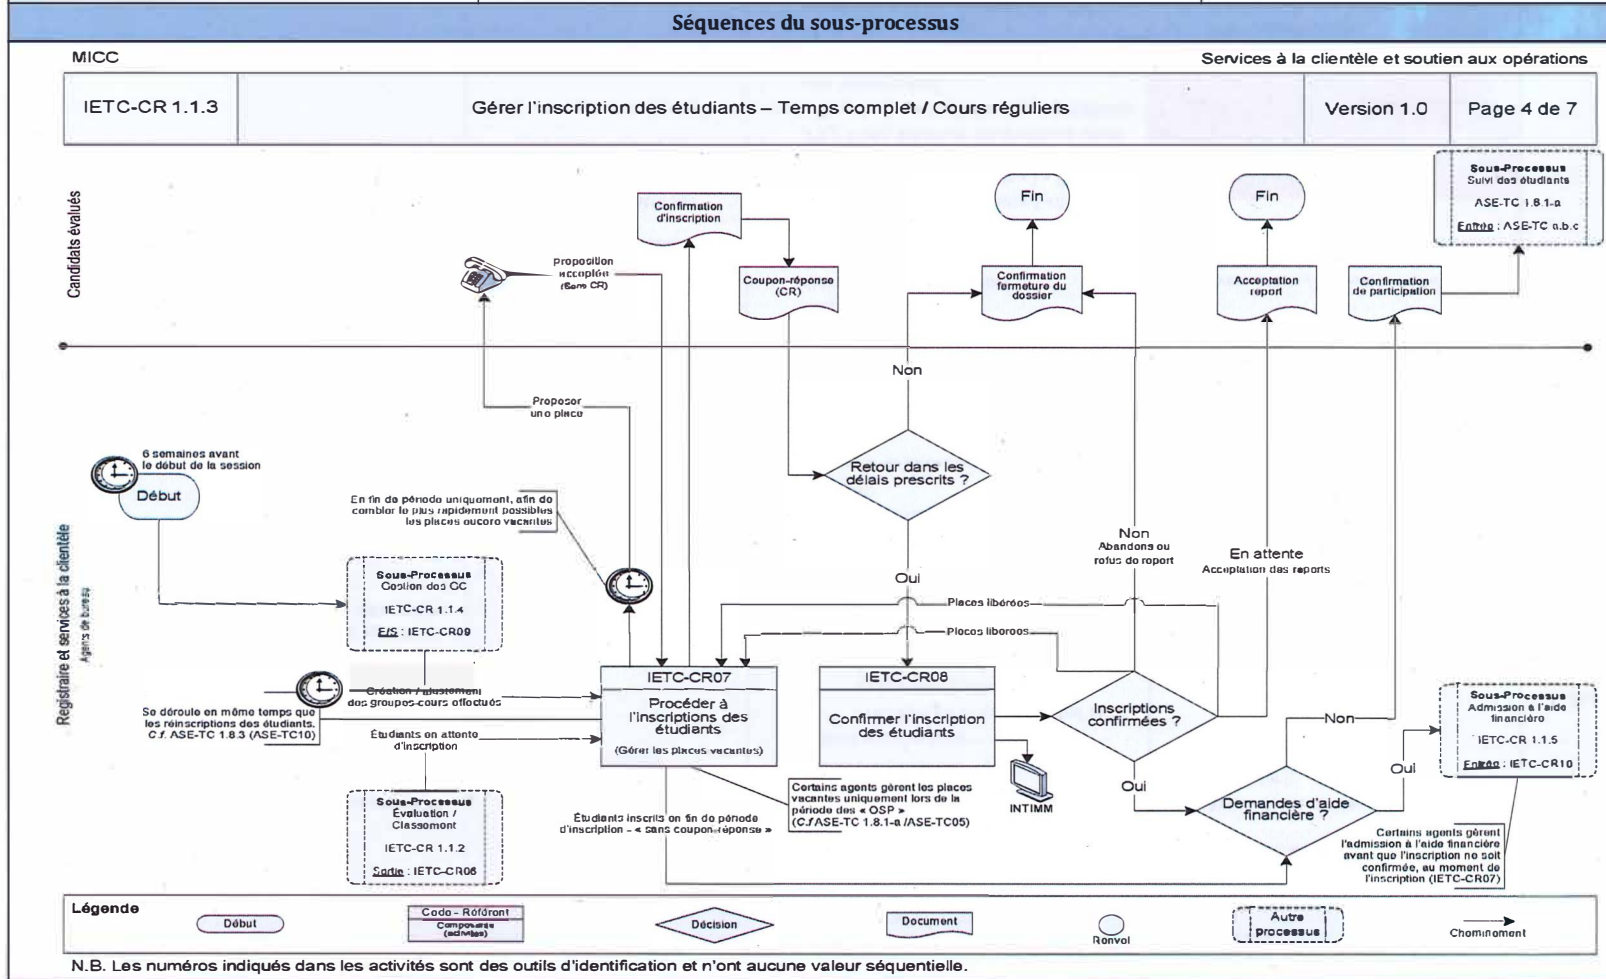 Séquences du sous-processus
MICC
Services à la clientèle et soutien aux opérations
IETC-CR 1.1.3
Gérer l'inscription des étudiants – Temps complet / Cours réguliers
Version 1.0
Page 4 de 7
Candidats évalués
Proposition
acceptée
(Sans CR)
Confirmation
d'inscription
Coupon-réponse
(CR)
Fin
Confirmation
fermeture du
dossier
Fin
Acceptation
report
Sous-Processus
Suivi des étudiants
ASE-TC 1.8.1-a
Entrée : ASE-TC a.b.c
Confirmation
de participation
Registraire et services à la clientèle
Agents de bureau
6 semaines avant
le début de la session
Début
Proposer
une place
Non
Retour dans les
délais prescrits ?
Oui
En fin de période uniquement, afin de
combler le plus rapidement possibles
les places encore vacantes
Sous-Processus
Gestion des GC
IETC-CR 1.1.4
E/S : IETC-CR09
Non
Abandons ou
refus de report
En attente
Acceptation des reports
Places libérées
Places libérées
Création / ajustement
des groupes-cours effectués
Se déroule en même temps que
les réinscriptions des étudiants.
C.f. ASE-TC 1.8.3 (ASE-TC10)
Étudiants en attente
d'inscription
IETC-CR07
Procéder à
l'inscriptions des
étudiants
(Gérer les places vacantes)
IETC-CR08
Confirmer l'inscription
des étudiants
INTIMM
Inscriptions
confirmées ?
Oui
Non
Demandes d'aide
financière ?
Oui
Sous-Processus
Admission à l'aide
financière
IETC-CR 1.1.5
Entrée : IETC-CR10
Sous-Processus
Évaluation /
Classement
IETC-CR 1.1.2
Sortie : IETC-CR06
Étudiants inscrits en fin de période
d'inscription - « sans coupon-réponse »
Certains agents gèrent les places
vacantes uniquement lors de la
période des « OSP »
(C.f ASE-TC 1.8.1-a /ASE-TC05)
Certains agents gèrent
l'admission à l'aide financière
avant que l'inscription ne soit
confirmée, au moment de
l'inscription (IETC-CR07)
Légende
Début
Code - Référent
Composante
(activités)
Décision
Document
Renvoi
Autre
processus
Cheminement
N.B. Les numéros indiqués dans les activités sont des outils d'identification et n'ont aucune valeur séquentielle.